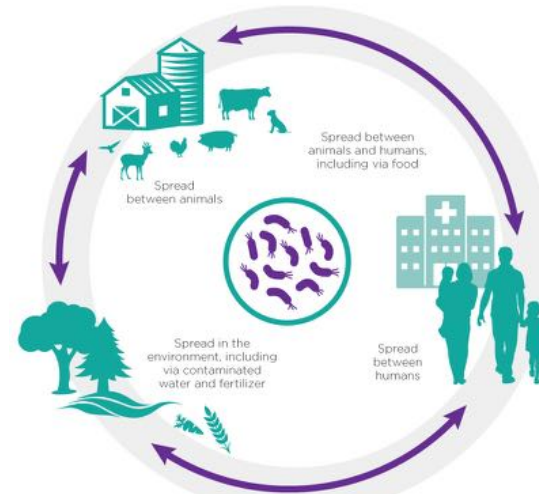 Spread between
animals and humans,
including via food
Spread
between animals
Spread in the
environment, including
via contaminated
water and fertilizer
Spread
between
humans